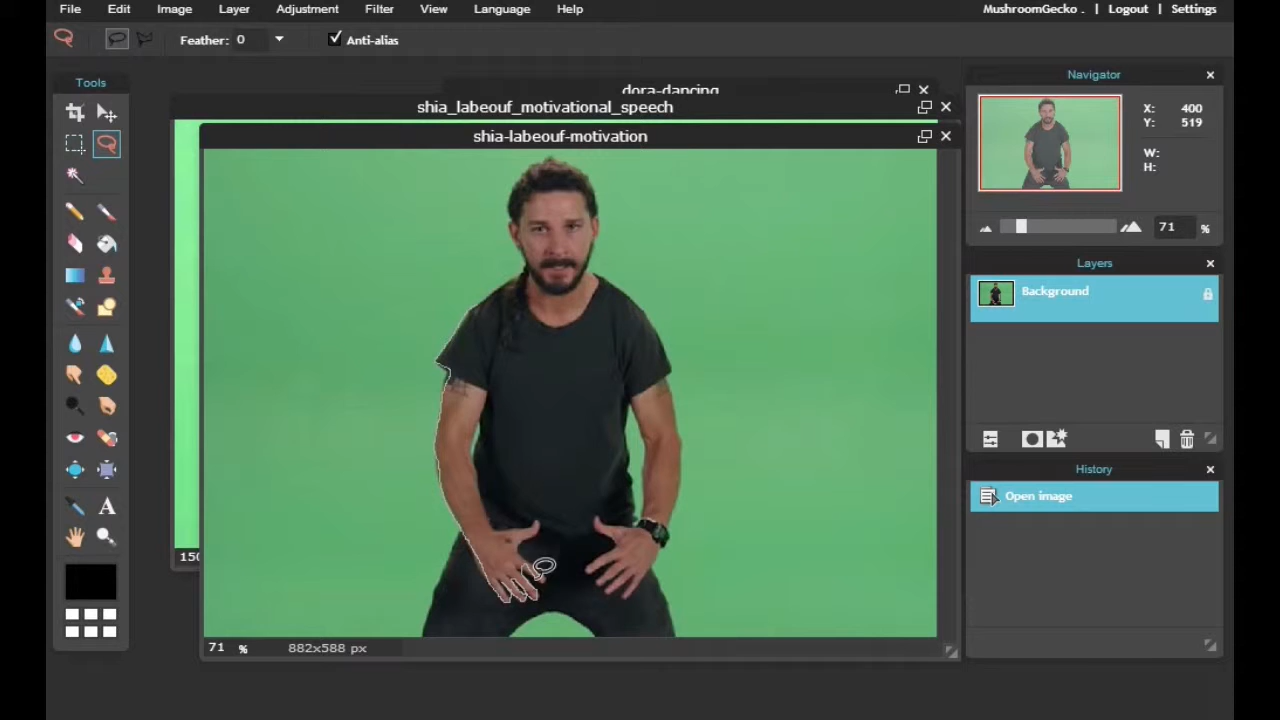 File Edit Image Layer Adjustment Filter View Language Help MushroomGecko . | Logout | Settings
Feather: 0 Anti-alias
Tools
Navigator
dora-dancing
shia_labeouf_motivational_speech
shia-labeouf-motivation
X: 400
Y: 519
W:
H:
71 %
Layers
Background
History
Open image
A
150
71 % 882x588 px